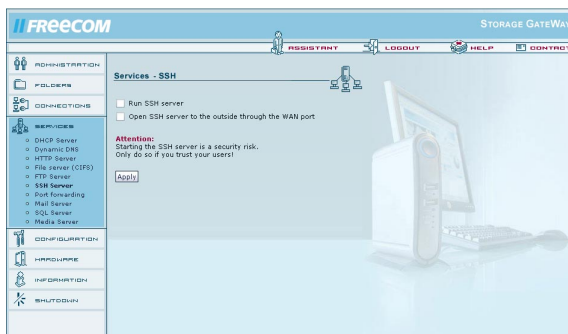 FREECOM
STORAGE GATEWAY
ASSISTANT
LOGOUT
HELP
CONTACT
ADMINISTRATION
FOLDERS
CONNECTIONS
SERVICES
DHCP Server
Dynamic DNS
HTTP Server
File server (CIFS)
FTP Server
SSH Server
Port forwarding
Mail Server
SQL Server
Media Server
CONFIGURATION
HARDWARE
INFORMATION
SHUTDOWN
Services - SSH
Run SSH server
Open SSH server to the outside through the WAN port
Attention:
Starting the SSH server is a security risk.
Only do so if you trust your users!
Apply